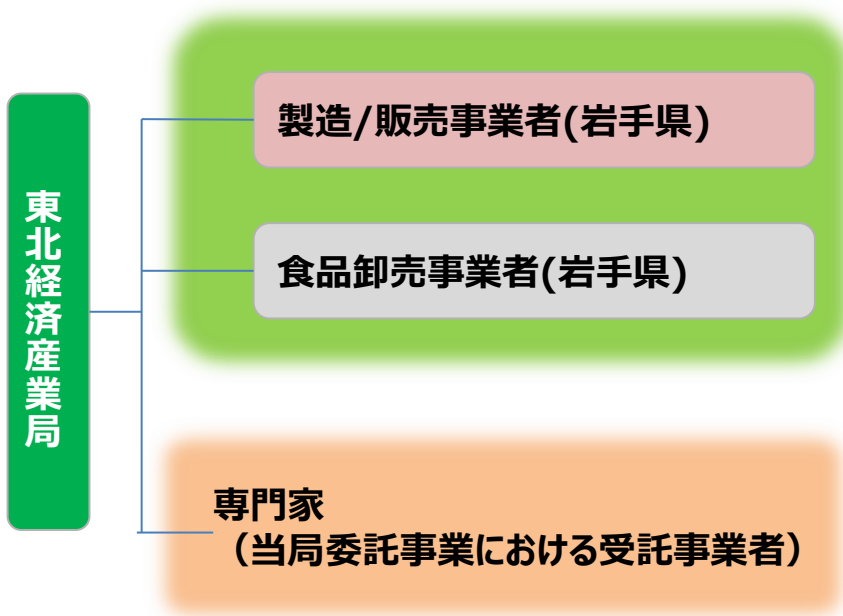 東北経済産業局
製造/販売事業者(岩手県)
食品卸売事業者(岩手県)
専門家
（当局委託事業における受託事業者）